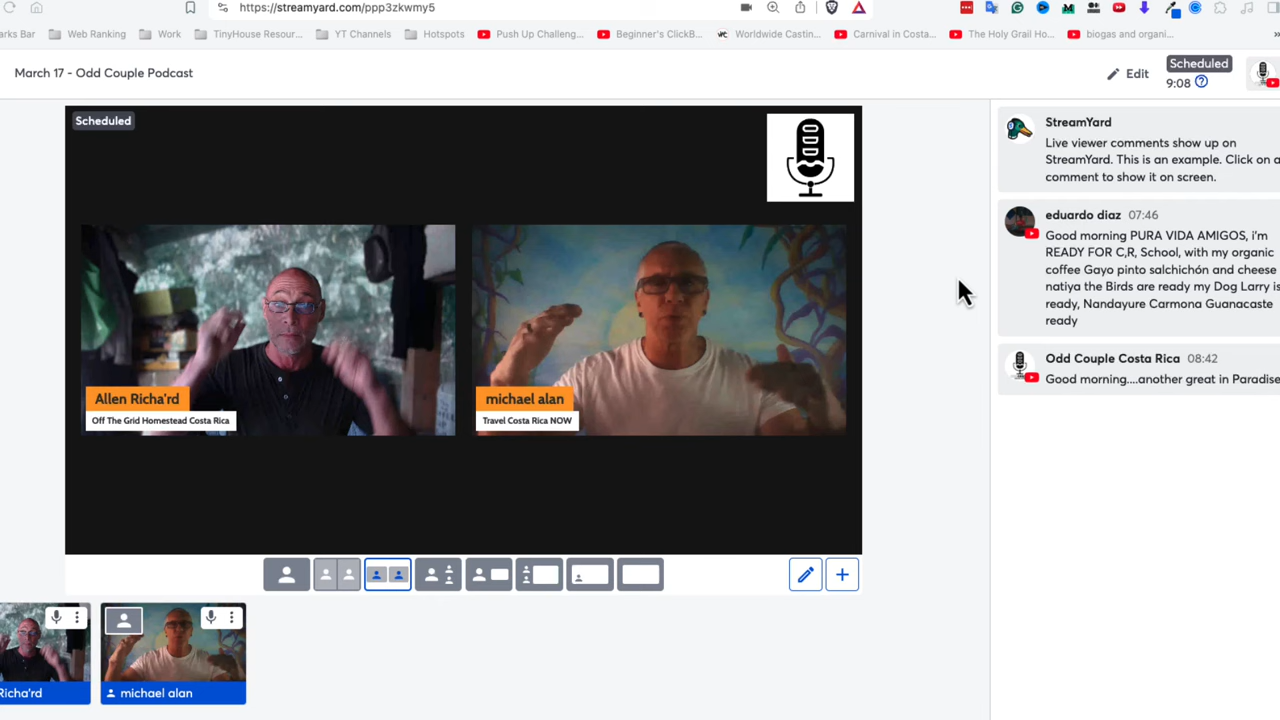 https://streamyard.com/ppp3zkwmy5
arks Bar
Web Ranking
Work
TinyHouse Resour...
YT Channels
Hotspots
Push Up Challeng...
Beginner's ClickB...
vc
Worldwide Castin...
Carnival in Costa...
The Holy Grail Ho...
biogas and organi...
»
March 17 - Odd Couple Podcast
Edit
Scheduled
9:08
Scheduled
ODD
Allen Richa'rd
Off The Grid Homestead Costa Rica
michael alan
Travel Costa Rica NOW
StreamYard
Live viewer comments show up on
StreamYard. This is an example. Click on a
comment to show it on screen.
eduardo diaz 07:46
Good morning PURA VIDA AMIGOS, i'm
READY FOR C,R, School, with my organic
coffee Gayo pinto salchichón and cheese
natiya the Birds are ready my Dog Larry is
ready, Nandayure Carmona Guanacaste
ready
Odd Couple Costa Rica 08:42
Good morning....another great in Paradise
Richa'rd
michael alan